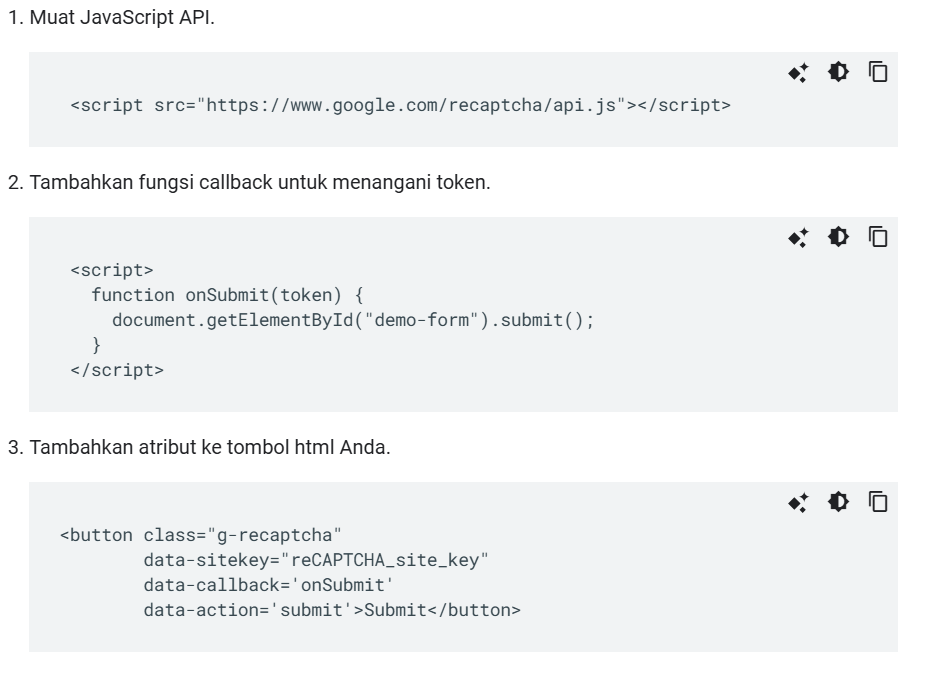 1. Muat JavaScript API.
<script src="https://www.google.com/recaptcha/api.js"></script>
2. Tambahkan fungsi callback untuk menangani token.
<script>
function onSubmit(token) {
document.getElementById("demo-form").submit();
}
</script>
3. Tambahkan atribut ke tombol html Anda.
<button class="g-recaptcha"
data-sitekey="reCAPTCHA_site_key"
data-callback='onSubmit'
data-action='submit'>Submit</button>